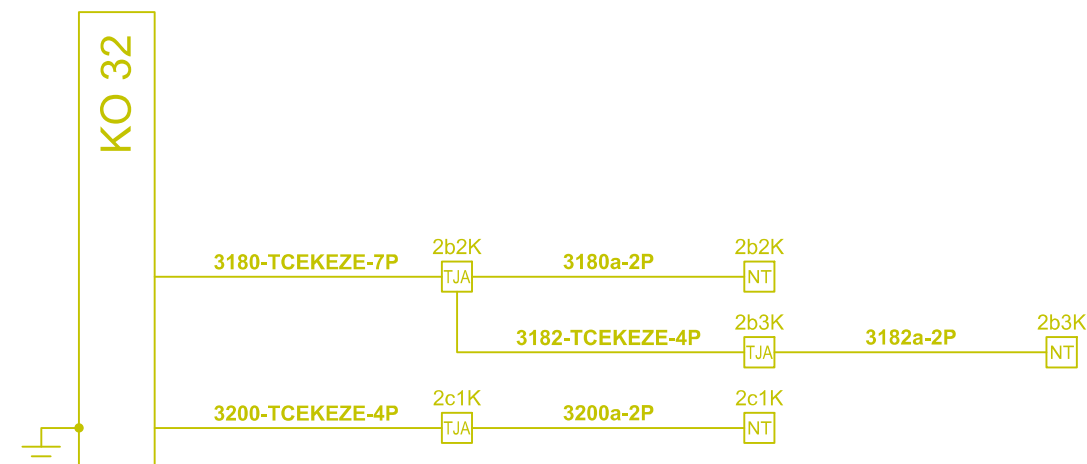 KO 32
2b2K
2b2K
3180-TCEKEZE-7P
3180a-2P
TJA
NT
2b3K
2b3K
3182-TCEKEZE-4P
3182a-2P
TJA
NT
2c1K
2c1K
3200-TCEKEZE-4P
3200a-2P
TJA
NT